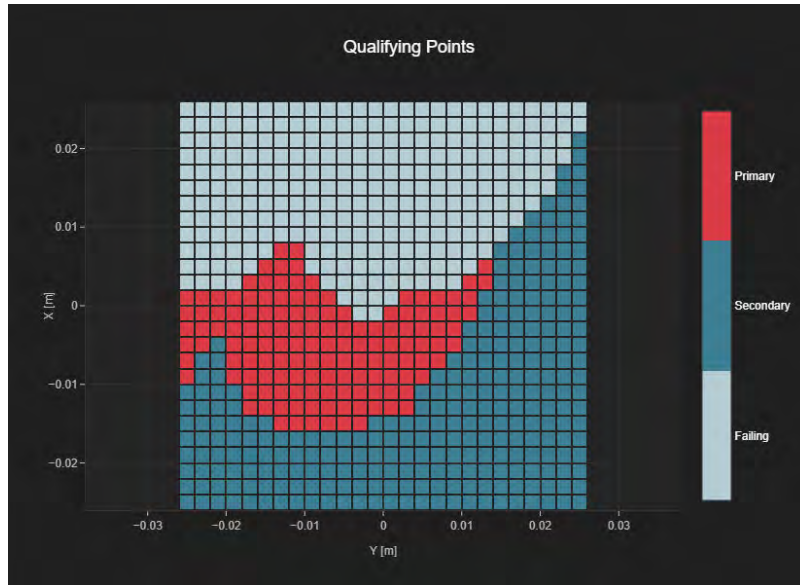 Qualifying Points
0.02
0.01
0
−0.01
−0.02
X [m]
−0.03
−0.02
−0.01
0
0.01
0.02
0.03
Y [m]
Primary
Secondary
Failing